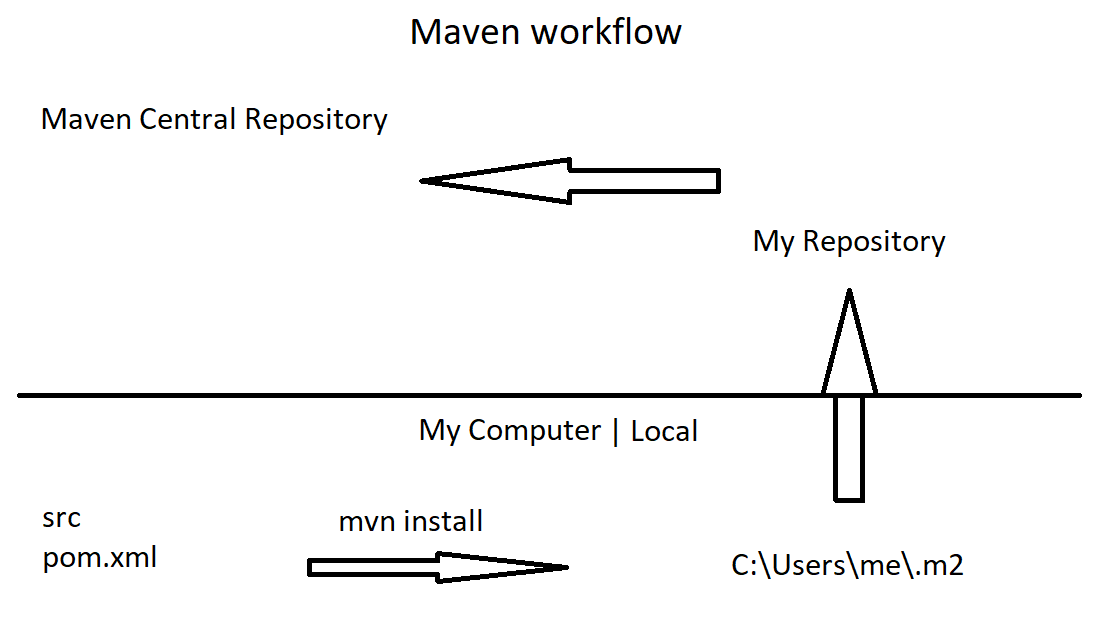 Maven workflow
Maven Central Repository
My Repository
My Computer | Local
src
pom.xml
mvn install
C:\Users\me\.m2